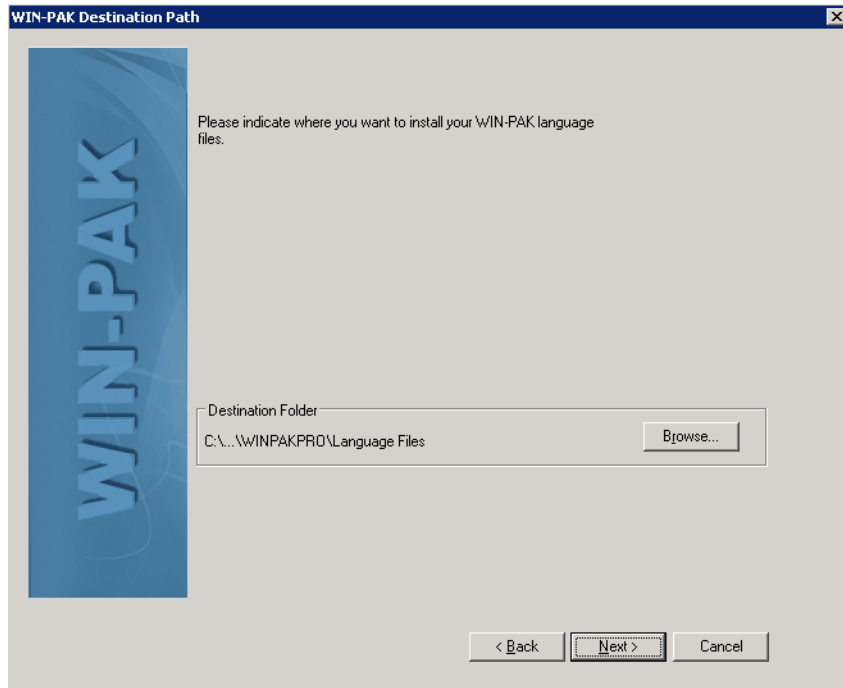 WIN-PAK Destination Path
WIN-PAK
Please indicate where you want to install your WIN-PAK language
files.
Destination Folder
C:\...\WINPAKPRO\Language Files
Browse...
< Back
Next >
Cancel